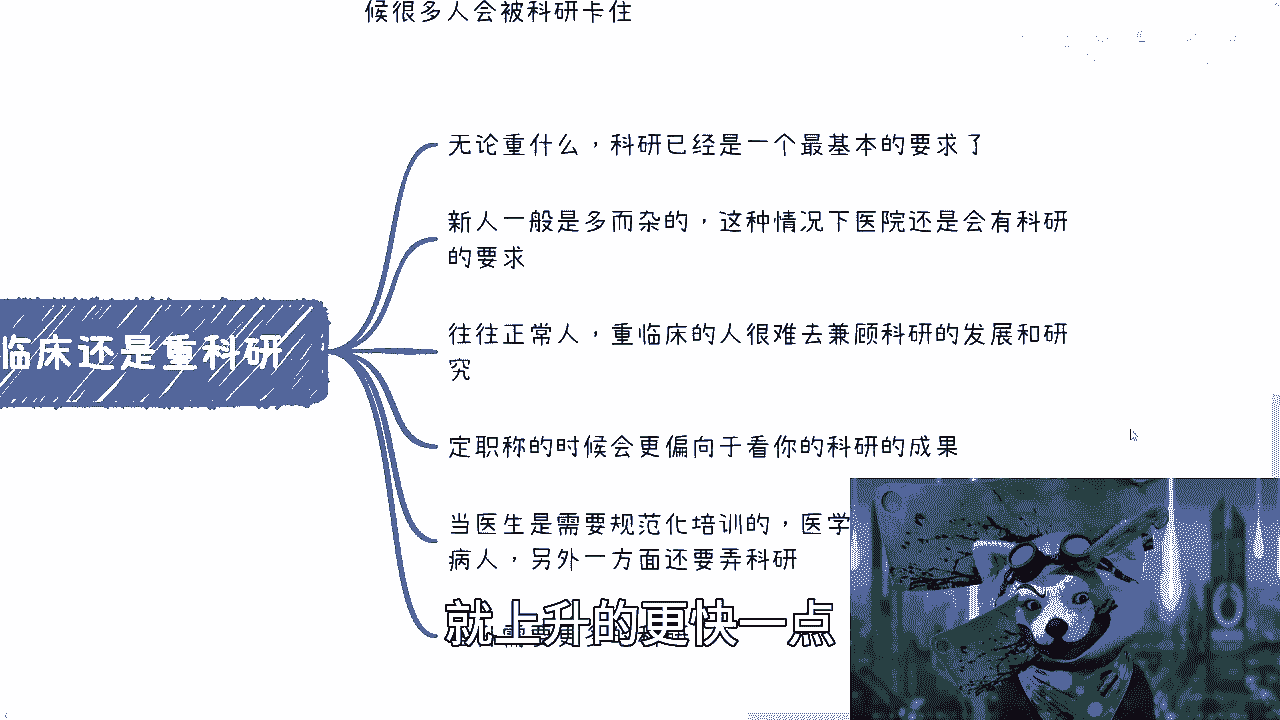 候很多人会被科研卡住
无论重什么，科研已经是一个最基本的要求了
新人一般是多而杂的，这种情况下医院还是会有科研
的要求
往往正常人，重临床的人很难去兼顾科研的发展和研
究
临床还是重科研
定职称的时候会更偏向于看你的科研的成果
当医生是需要规范化培训的，医学
病人，另外一方面还要弄科研
就上升的更快一点